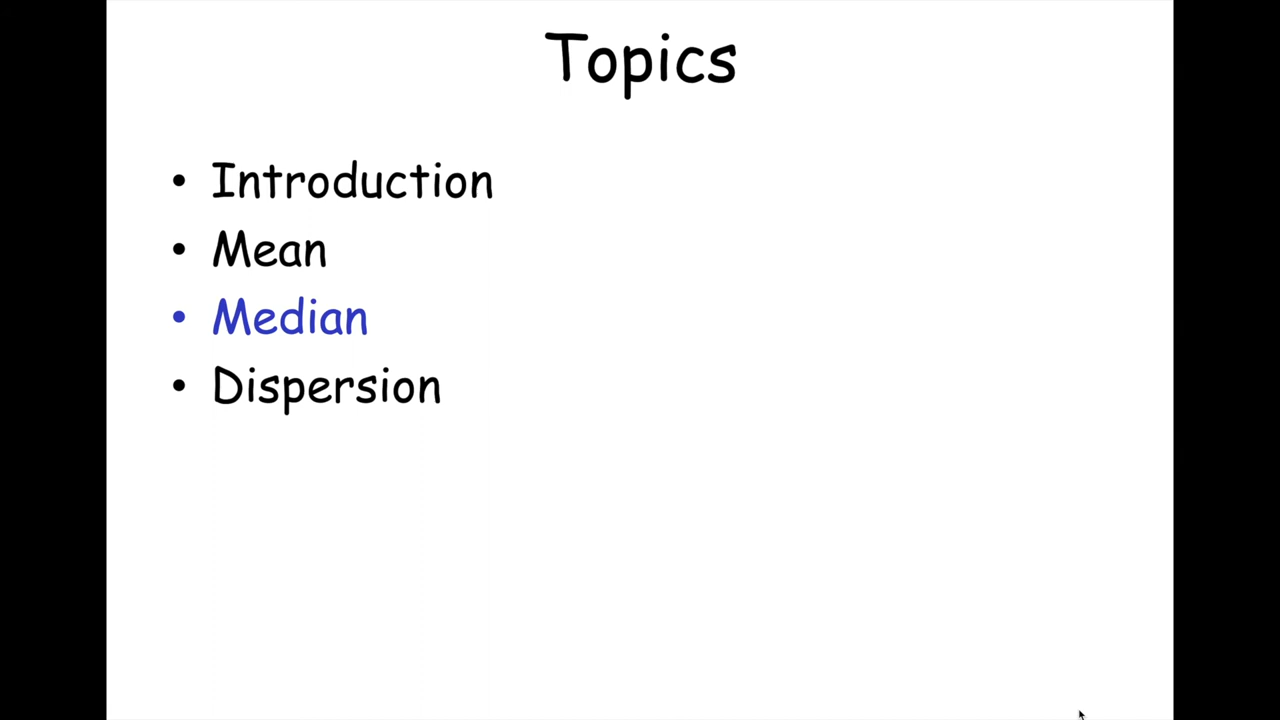 Topics
• Introduction
• Mean
• Median
• Dispersion